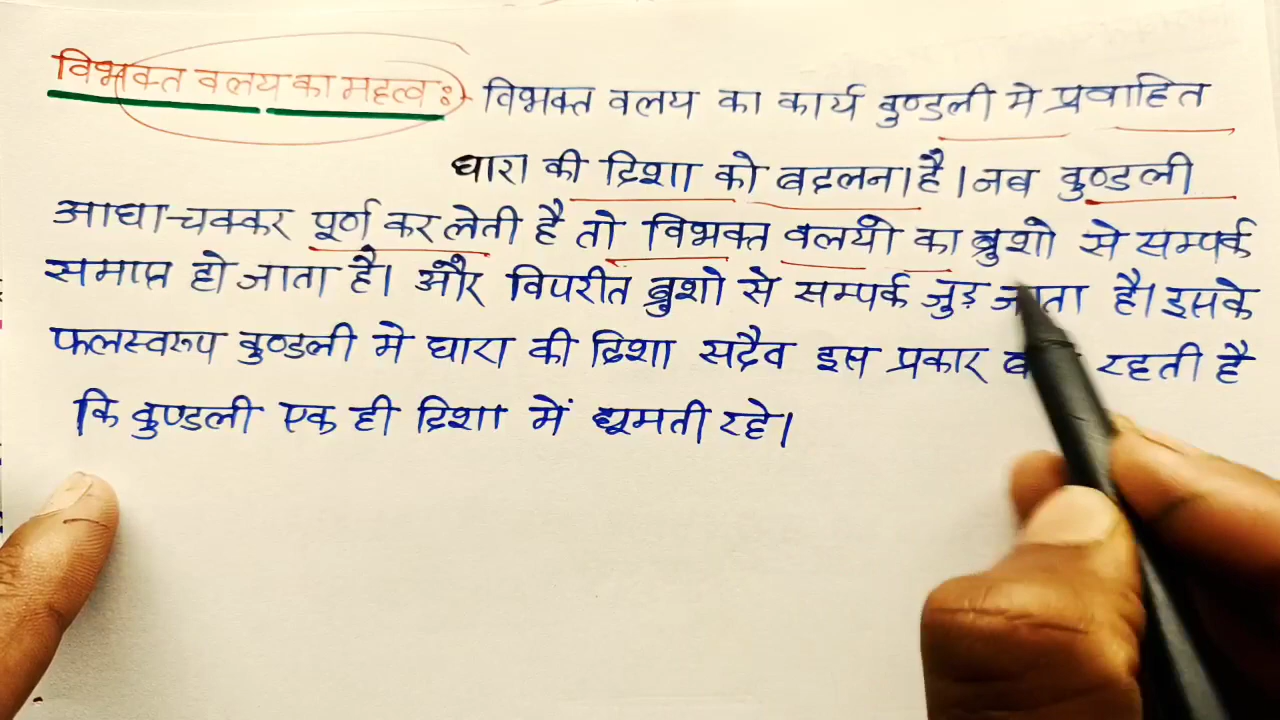 विभक्त वलय का महत्व :- विभक्त वलय का कार्य कुण्डली मे प्रवाहित
धारा की दिशा को बदलना है। जब कुण्डली
आधा चक्कर पूर्ण कर लेती है तो विभक्त वलयो का ब्रुशो से सम्पर्क
समाप्त हो जाता है। और विपरीत ब्रुशो से सम्पर्क जुड़ जाता है। इसके
फलस्वरूप कुण्डली मे धारा की दिशा सदैव इस प्रकार रहती है
कि कुण्डली एक ही दिशा में घूमती रहे।